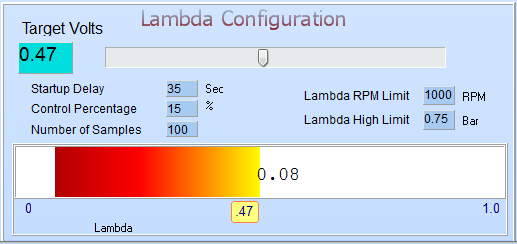 Lambda Configuration
Target Volts
0.47
Startup Delay 35 Sec
Control Percentage 15 %
Number of Samples 100
Lambda RPM Limit 1000 RPM
Lambda High Limit 0.75 Bar
0.08
0 .47 1.0
Lambda